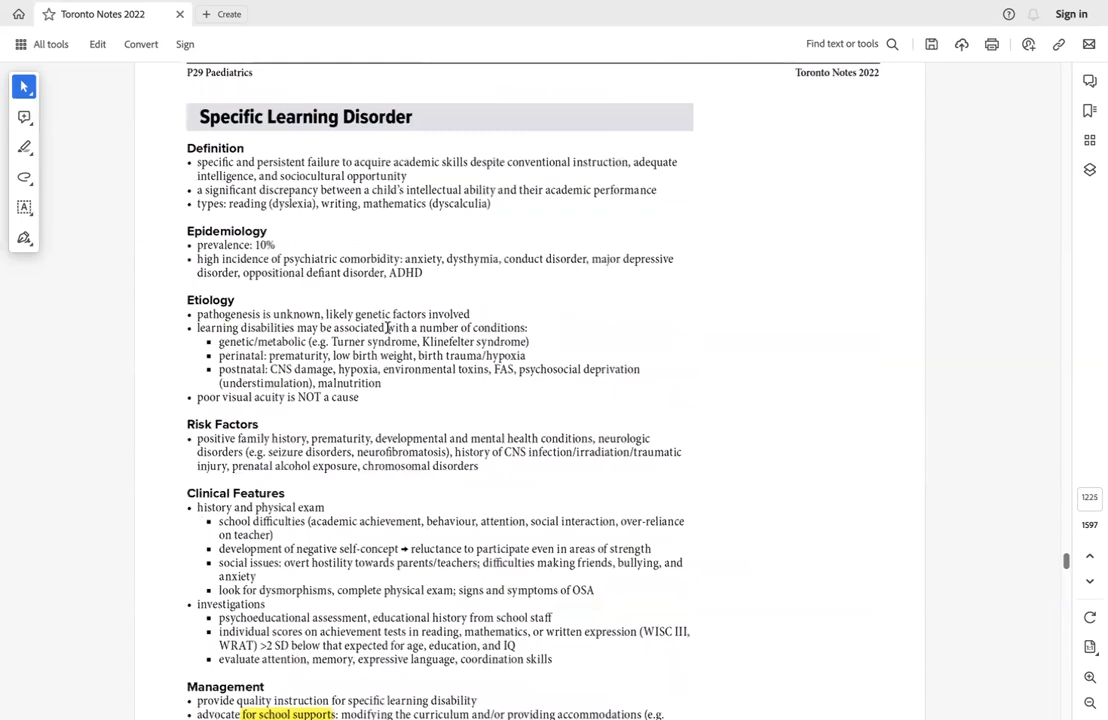 Toronto Notes 2022
Create
Sign in
All tools
Edit
Convert
Sign
Find text or tools
P29 Paediatrics
Toronto Notes 2022
Specific Learning Disorder
Definition
• specific and persistent failure to acquire academic skills despite conventional instruction, adequate
intelligence, and sociocultural opportunity
• a significant discrepancy between a child's intellectual ability and their academic performance
• types: reading (dyslexia), writing, mathematics (dyscalculia)
Epidemiology
• prevalence: 10%
• high incidence of psychiatric comorbidity: anxiety, dysthymia, conduct disorder, major depressive
disorder, oppositional defiant disorder, ADHD
Etiology
• pathogenesis is unknown, likely genetic factors involved
• learning disabilities may be associated with a number of conditions:
▪ genetic/metabolic (e.g. Turner syndrome, Klinefelter syndrome)
▪ perinatal: prematurity, low birth weight, birth trauma/hypoxia
▪ postnatal: CNS damage, hypoxia, environmental toxins, FAS, psychosocial deprivation
(understimulation), malnutrition
• poor visual acuity is NOT a cause
Risk Factors
• positive family history, prematurity, developmental and mental health conditions, neurologic
disorders (e.g. seizure disorders, neurofibromatosis), history of CNS infection/irradiation/traumatic
injury, prenatal alcohol exposure, chromosomal disorders
Clinical Features
• history and physical exam
▪ school difficulties (academic achievement, behaviour, attention, social interaction, over-reliance
on teacher)
▪ development of negative self-concept → reluctance to participate even in areas of strength
▪ social issues: overt hostility towards parents/teachers; difficulties making friends, bullying, and
anxiety
▪ look for dysmorphisms, complete physical exam; signs and symptoms of OSA
• investigations
▪ psychoeducational assessment, educational history from school staff
▪ individual scores on achievement tests in reading, mathematics, or written expression (WISC III,
WRAT) >2 SD below that expected for age, education, and IQ
▪ evaluate attention, memory, expressive language, coordination skills
Management
• provide quality instruction for specific learning disability
• advocate for school supports: modifying the curriculum and/or providing accommodations (e.g.
1225
1597